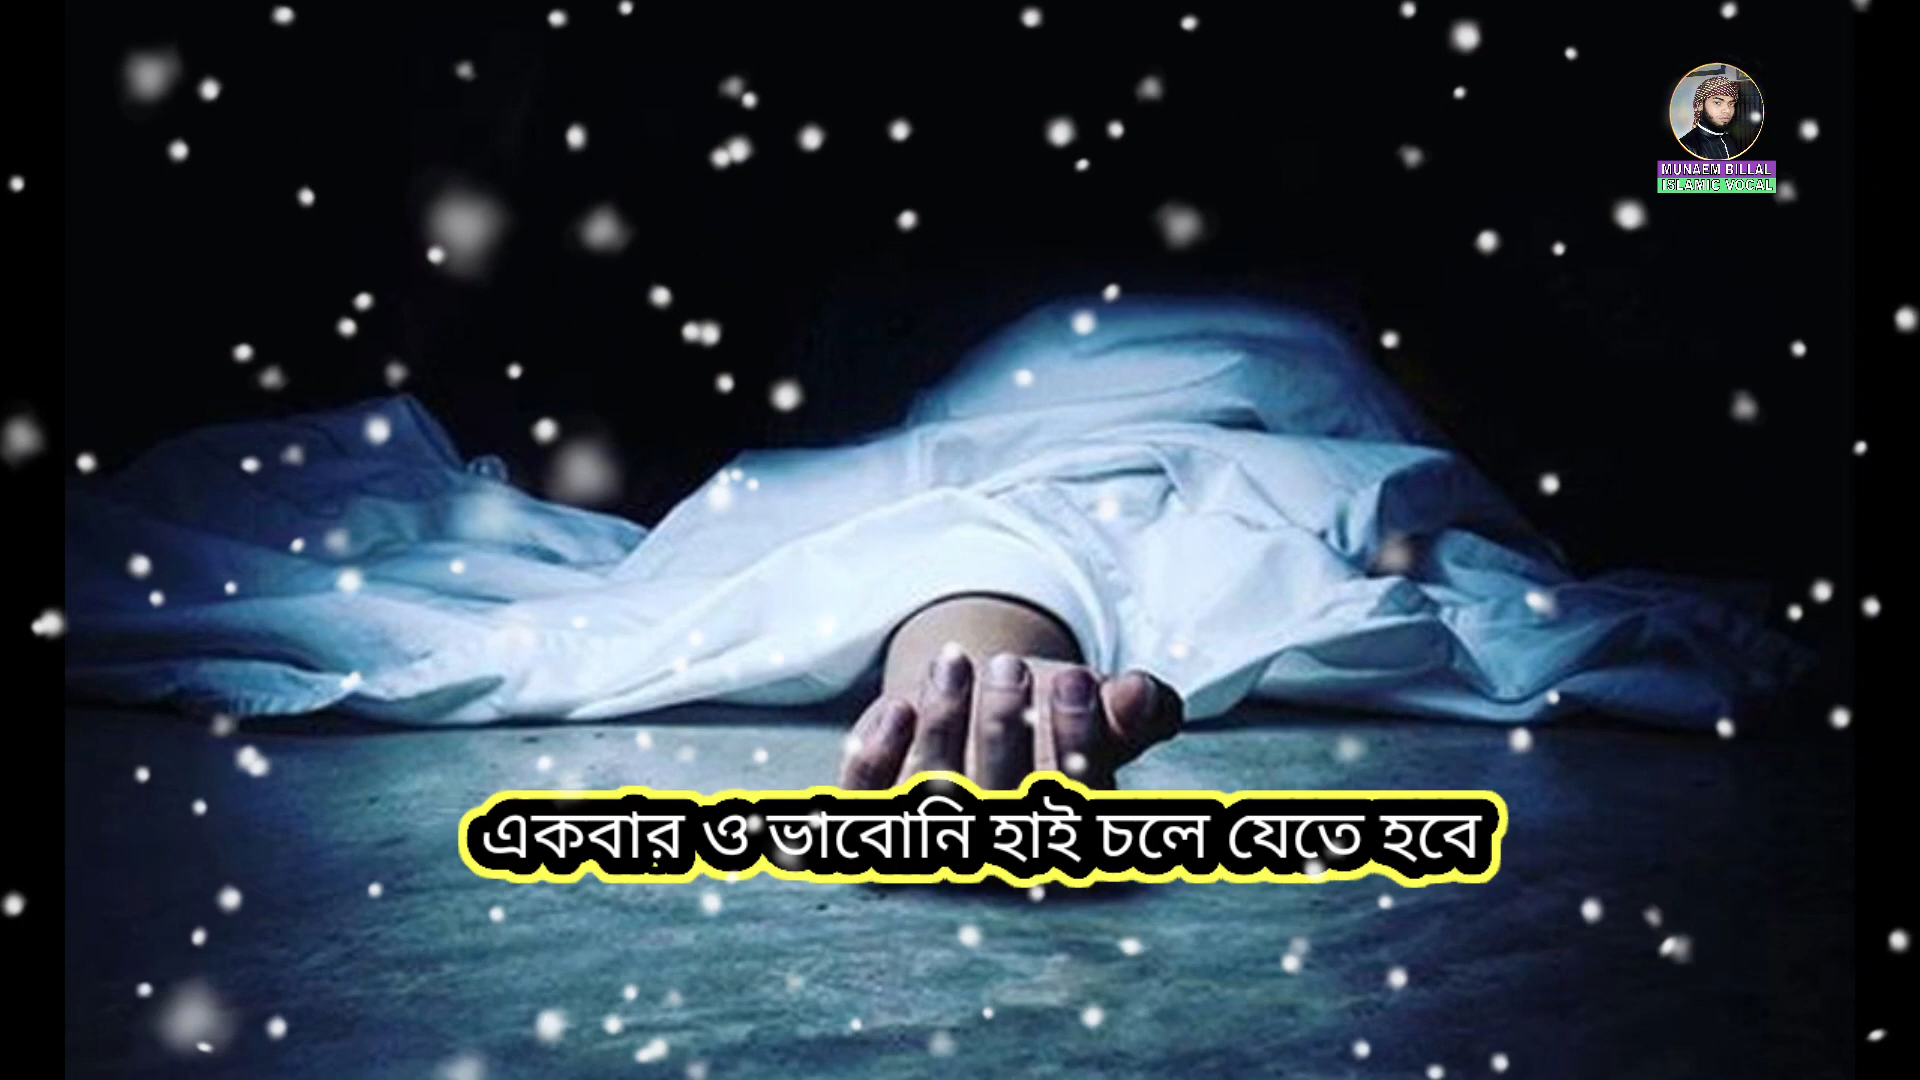 MUNAEM BILLAL
ISLAMIC VOCAL
একবার ও ভাবোনি হাই চলে যেতে হবে